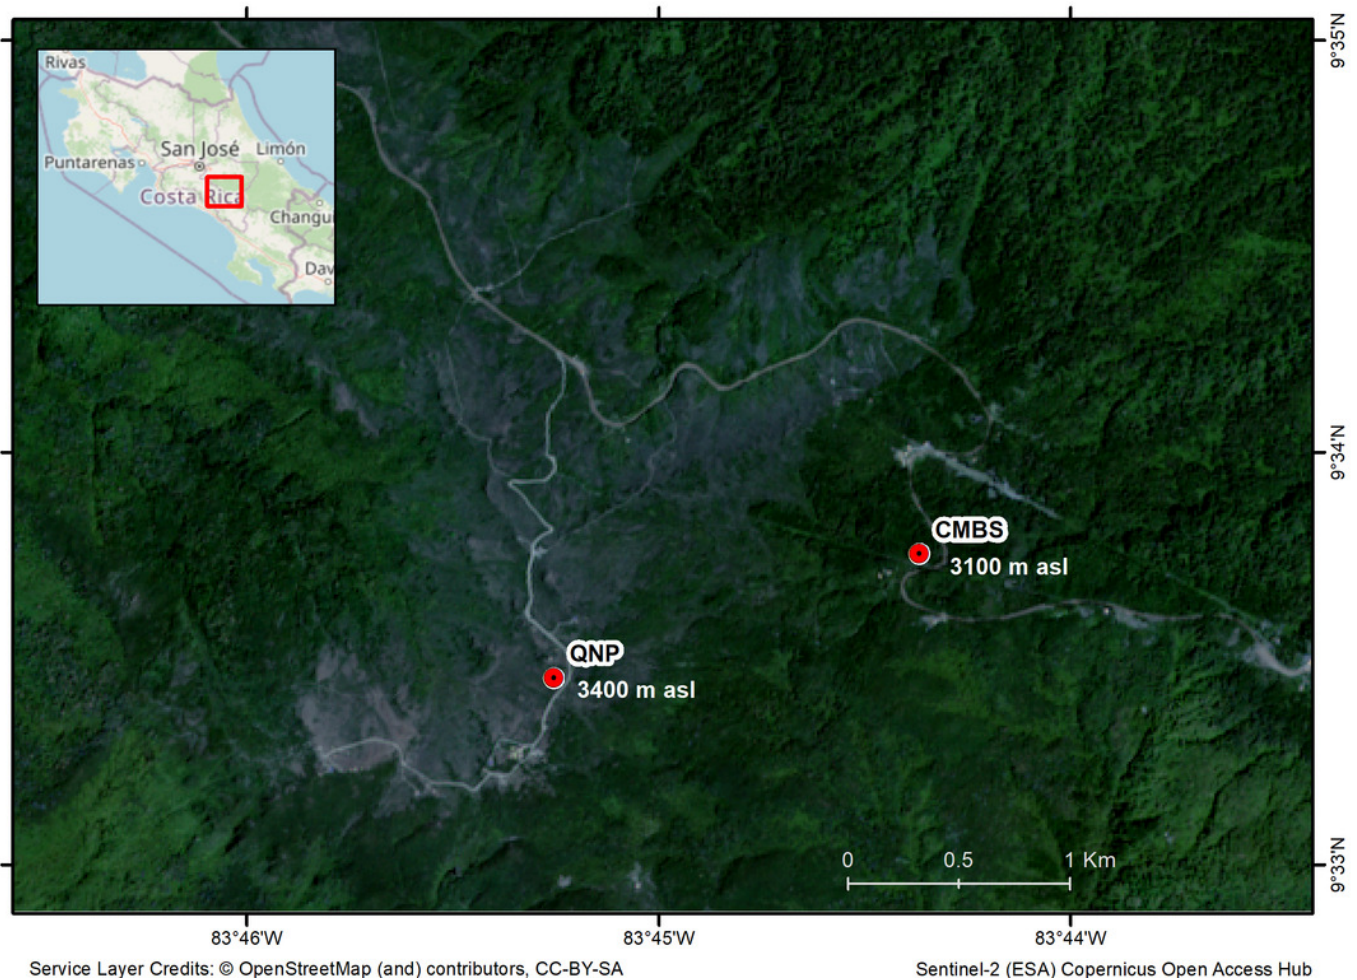 9°35'N
Rivas
San José
Limón
Puntarenas
Costa Rica
Changui
Dav
9°34'N
CMBS
3100 m asl
QNP
3400 m asl
0 0.5 1 Km
9°33'N
83°46'W 83°45'W 83°44'W
Service Layer Credits: © OpenStreetMap (and) contributors, CC-BY-SA
Sentinel-2 (ESA) Copernicus Open Access Hub